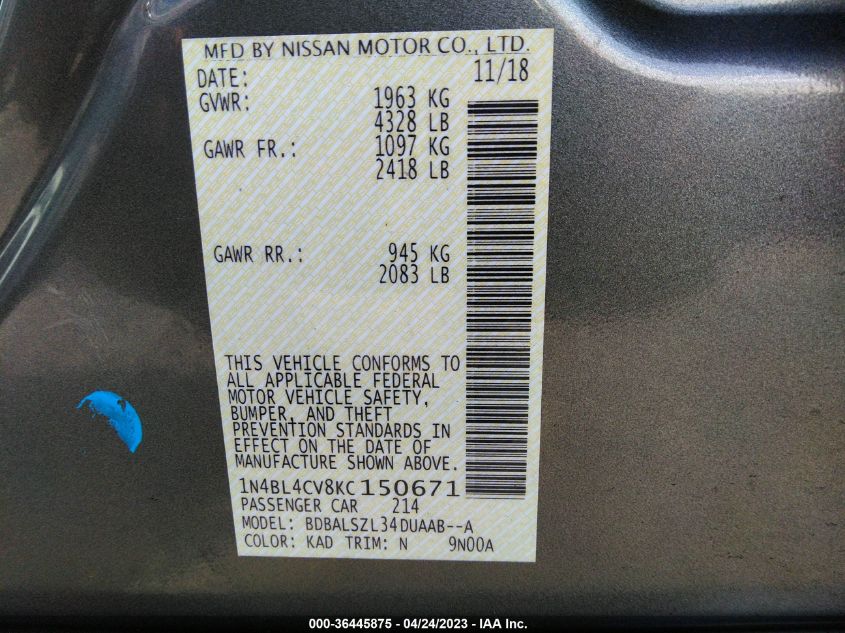 MFD BY NISSAN MOTOR CO., LTD.
DATE: 11/18
GVWR: 1963 KG
4328 LB
GAWR FR.: 1097 KG
2418 LB
GAWR RR.: 945 KG
2083 LB
THIS VEHICLE CONFORMS TO
ALL APPLICABLE FEDERAL
MOTOR VEHICLE SAFETY,
BUMPER, AND THEFT
PREVENTION STANDARDS IN
EFFECT ON THE DATE OF
MANUFACTURE SHOWN ABOVE.
1N4BL4CV8KC150671
PASSENGER CAR 214
MODEL: BDBALSZL34DUAAB--A
COLOR: KAD TRIM: N 9N00A
000-36445875 - 04/24/2023 - IAA Inc.